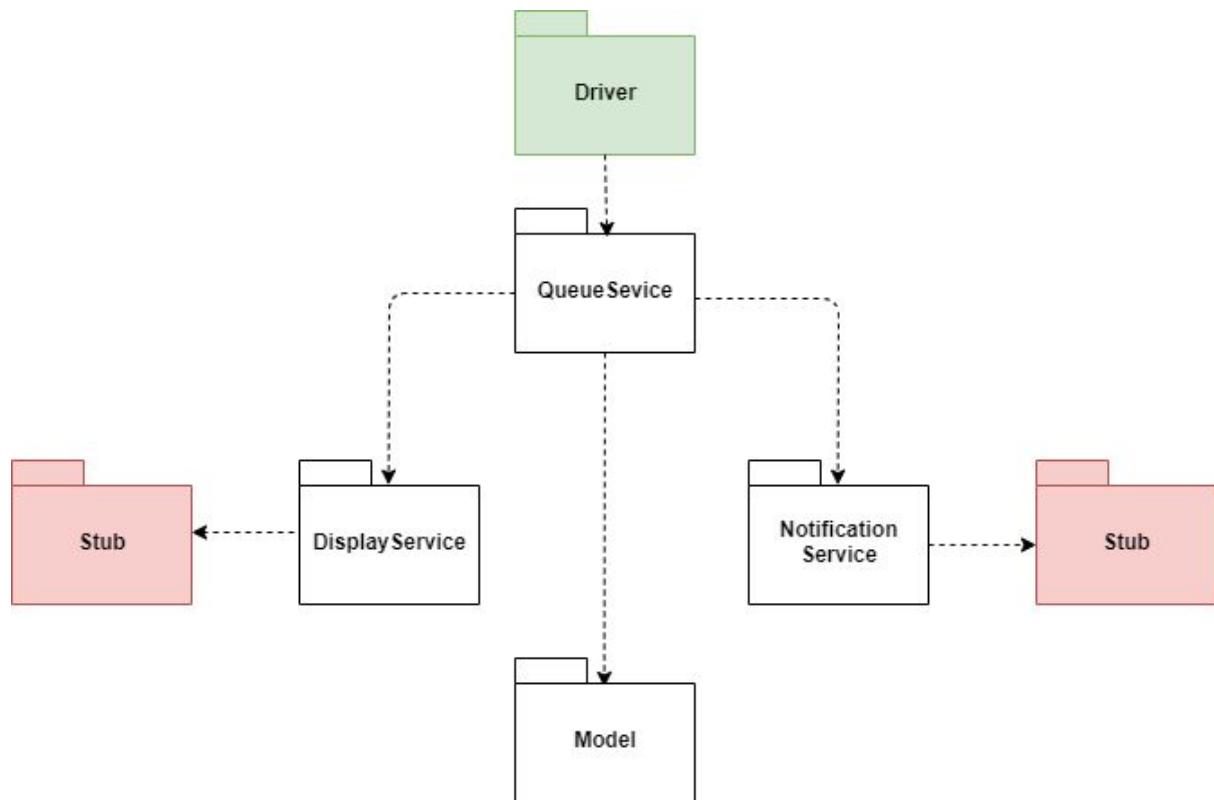 Driver
QueueSevice
Stub
DisplayService
Notification
Service
Stub
Model